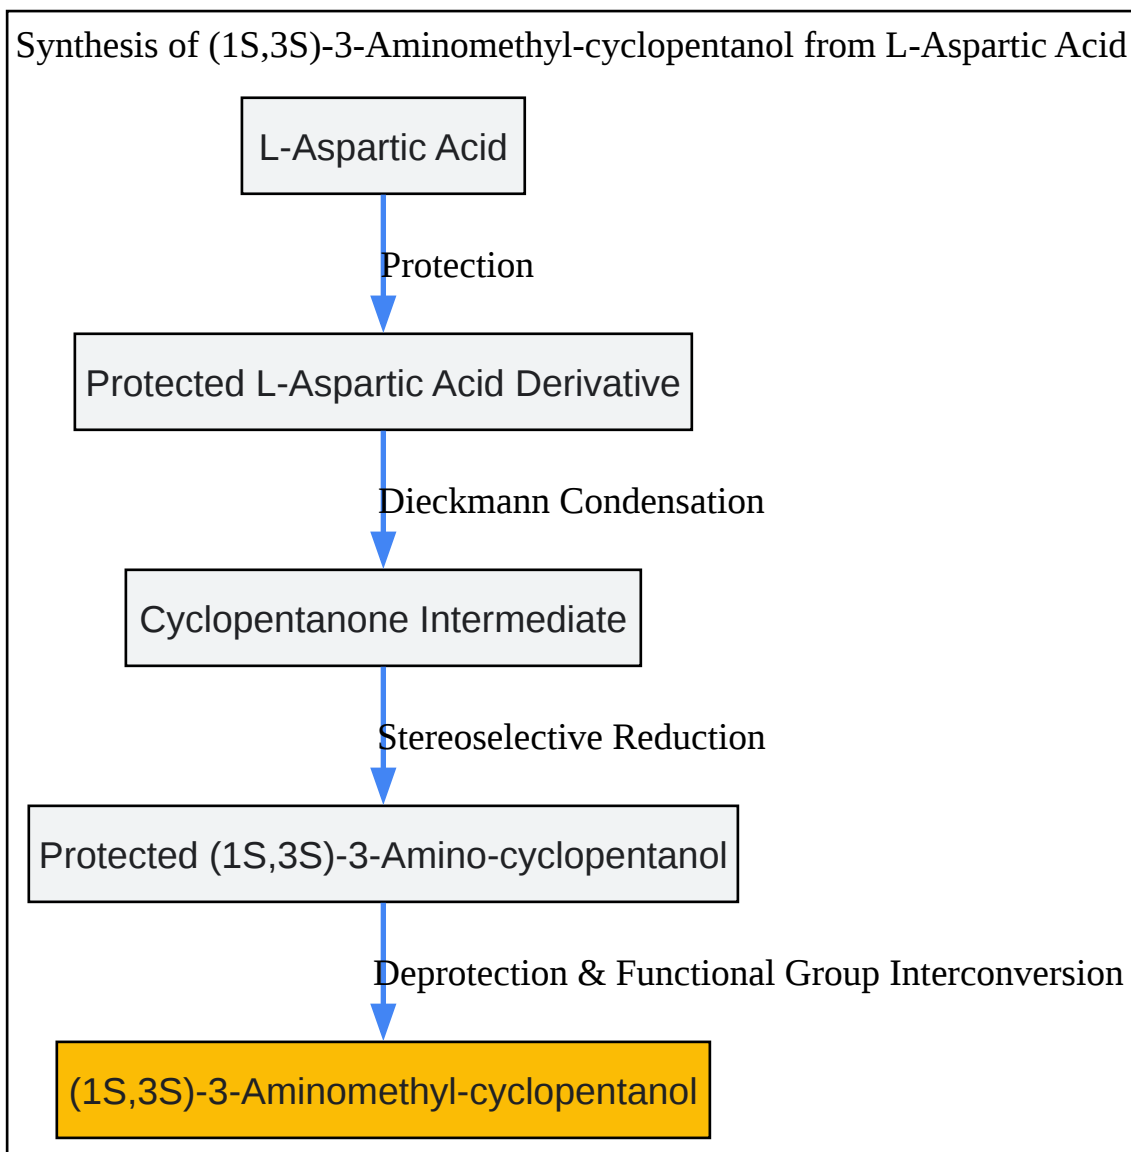 Synthesis of (1S,3S)-3-Aminomethyl-cyclopentanol from L-Aspartic Acid
L-Aspartic Acid
Protection
Protected L-Aspartic Acid Derivative
Dieckmann Condensation
Cyclopentanone Intermediate
Stereoselective Reduction
Protected (1S,3S)-3-Amino-cyclopentanol
Deprotection & Functional Group Interconversion
(1S,3S)-3-Aminomethyl-cyclopentanol